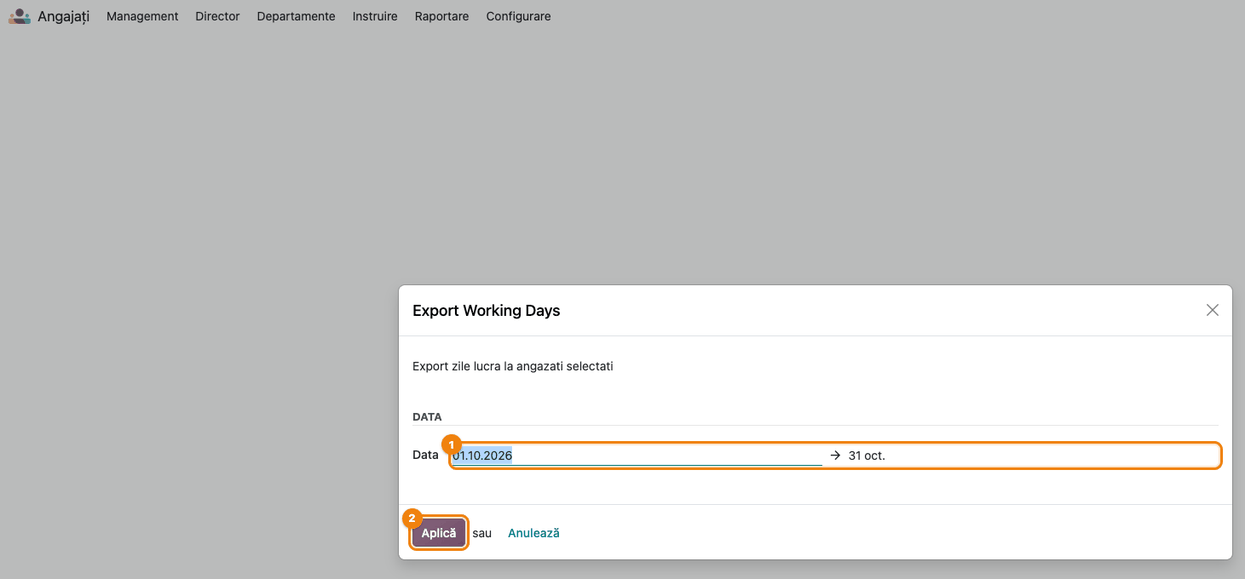 Angajați Management Director Departamente Instruire Raportare Configurare
Export Working Days
Export zile lucra la angazati selectati
DATA
1
Data 01.10.2026 → 31 oct.
2
Aplică sau Anulează